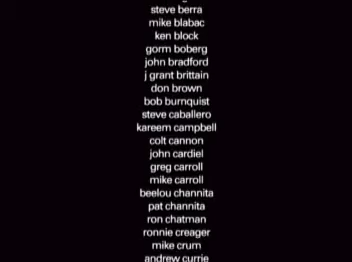 steve berra
mike blabac
ken block
gorm boberg
john bradford
j grant brittain
don brown
bob burnquist
steve caballero
kareem campbell
colt cannon
john cardiel
greg carroll
mike carroll
beelou channita
pat channita
ron chatman
ronnie creager
mike crum
andrew currie